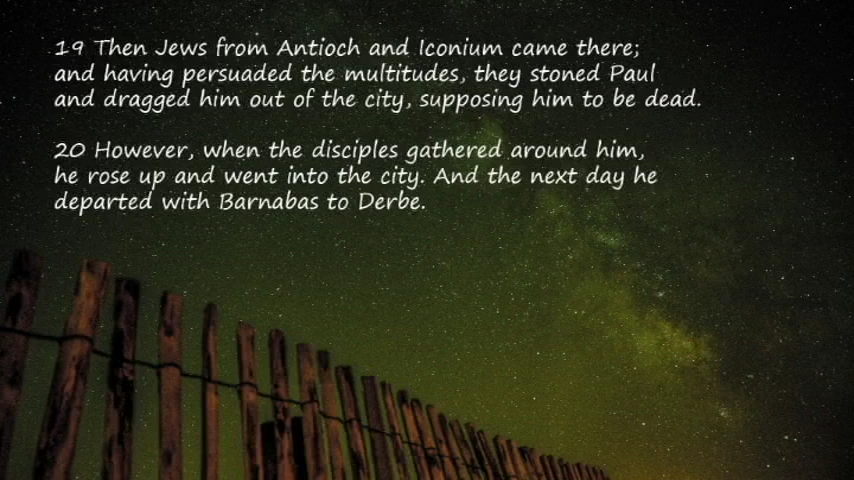 19 Then Jews from Antioch and Iconium came there;
and having persuaded the multitudes, they stoned Paul
and dragged him out of the city, supposing him to be dead.
20 However, when the disciples gathered around him,
he rose up and went into the city. And the next day he
departed with Barnabas to Derbe.